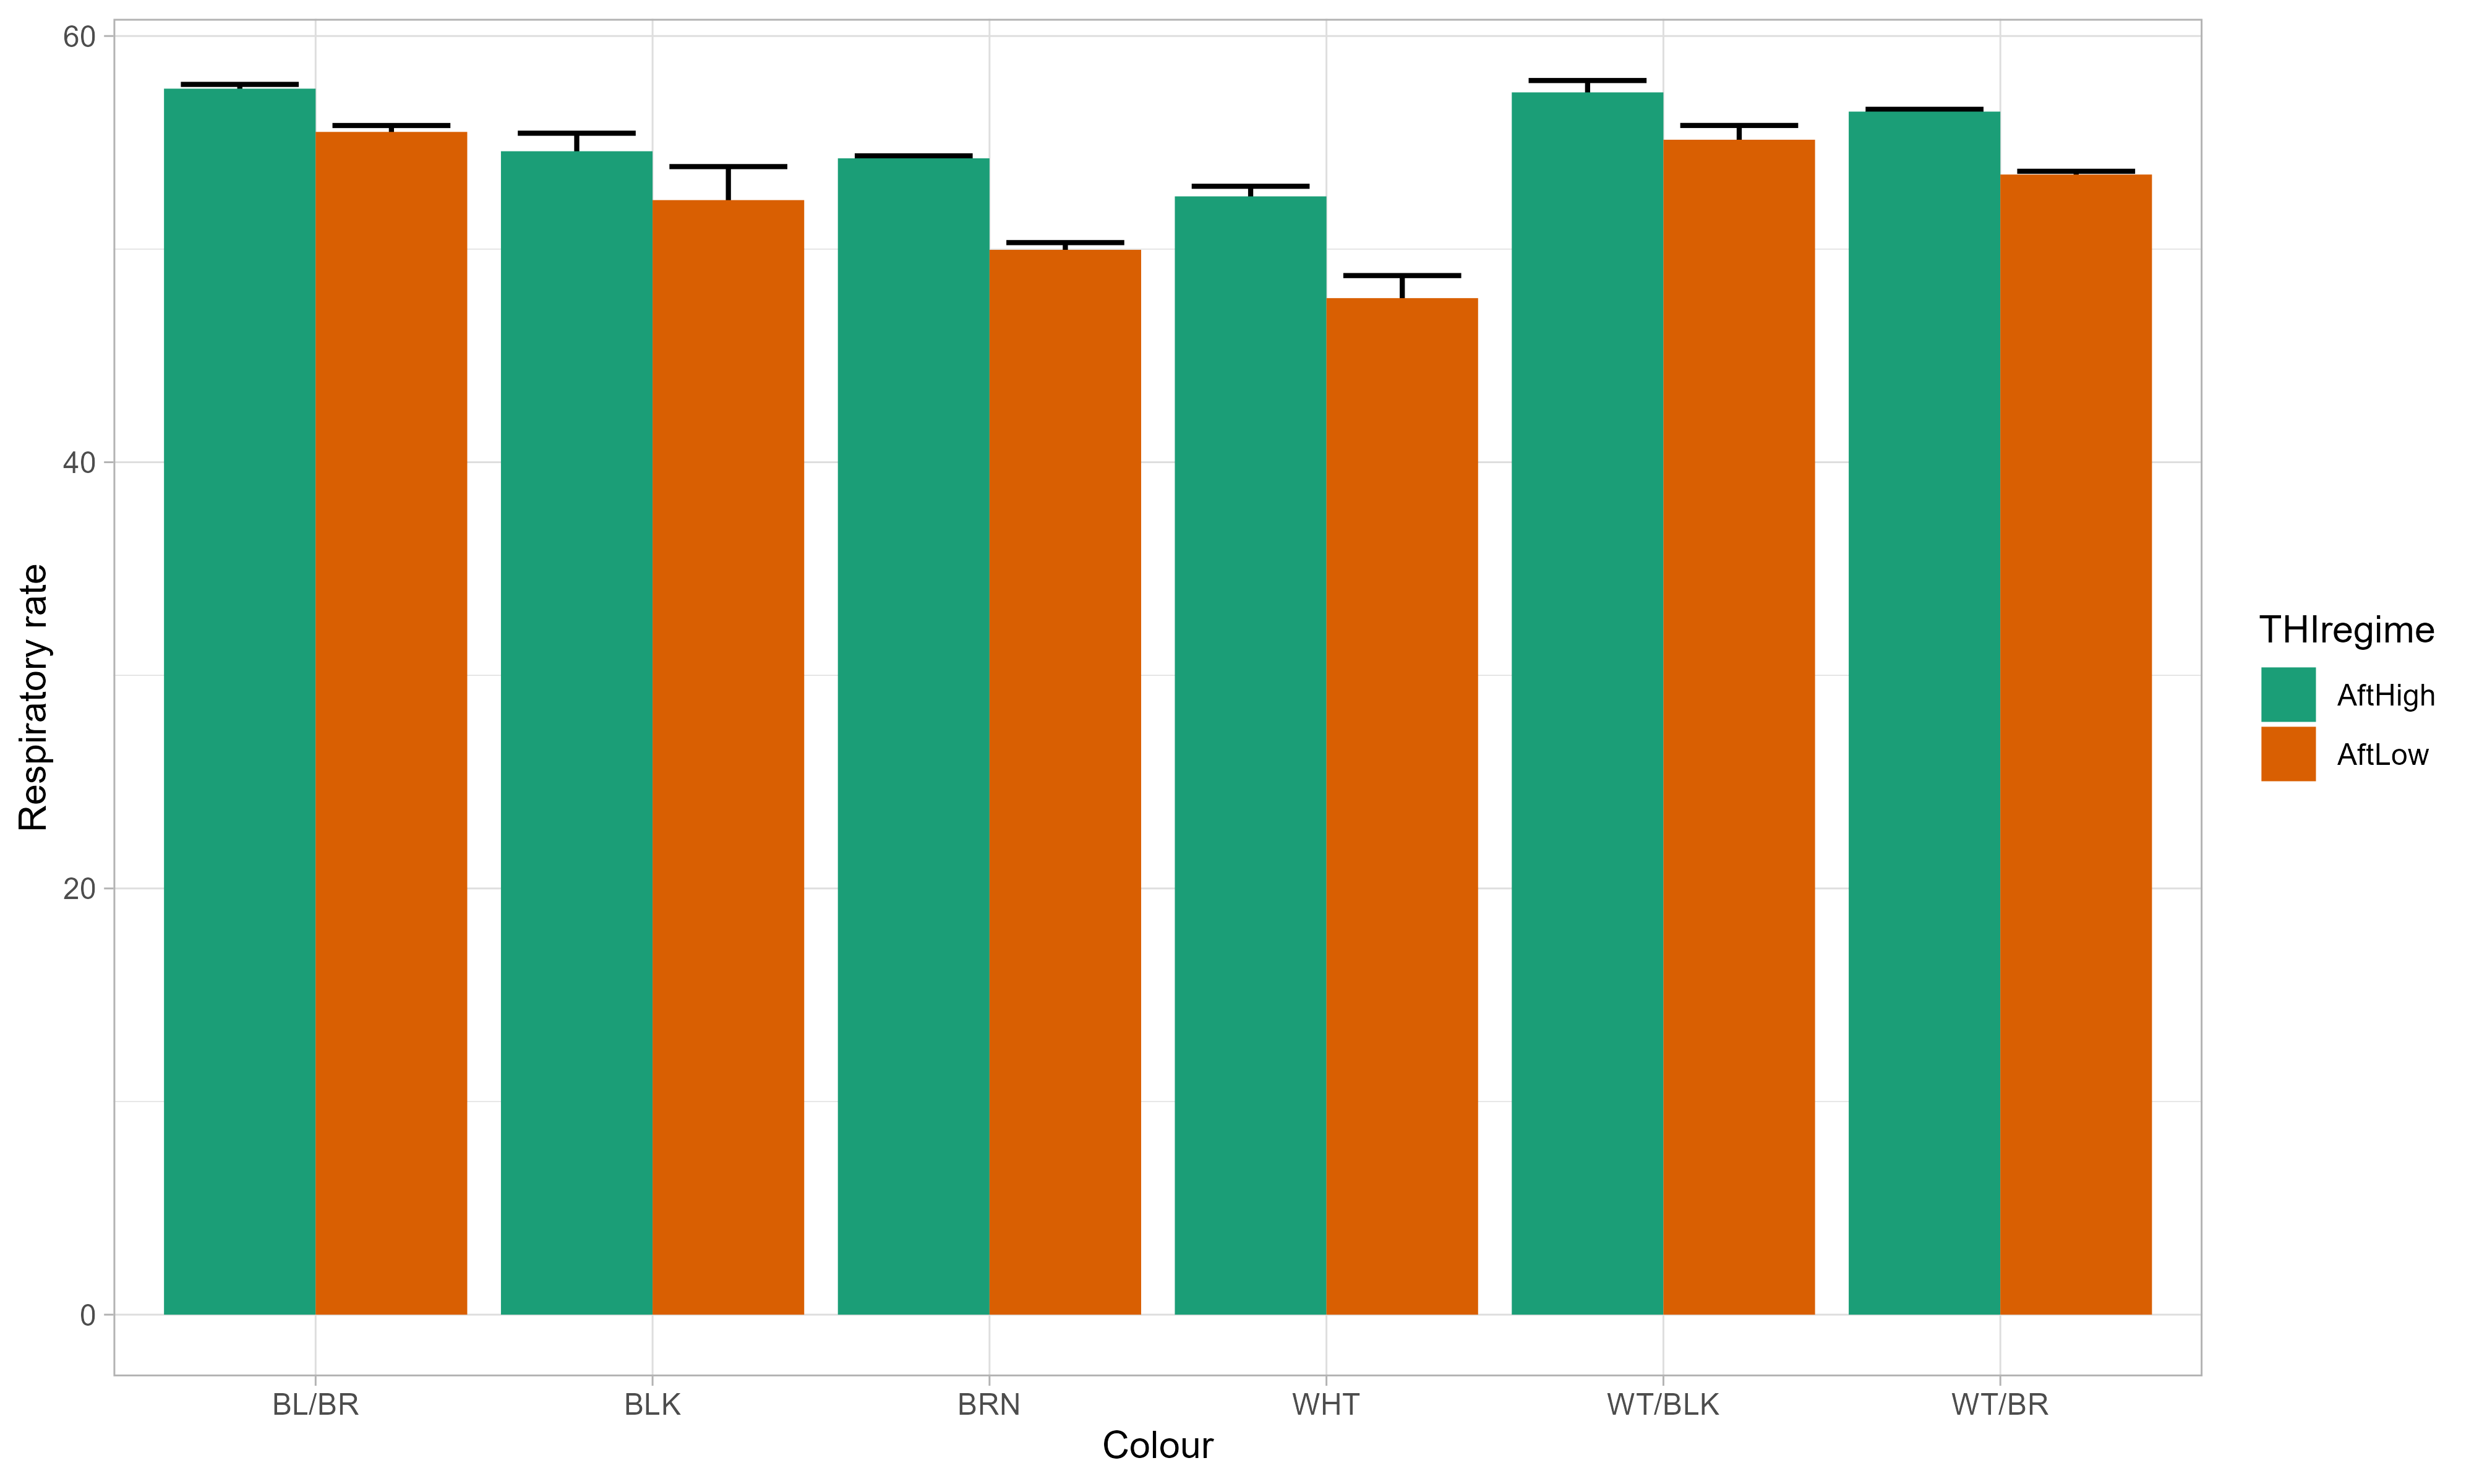 60
40
20
0
Respiratory rate
BL/BR BLK BRN WHT WT/BLK WT/BR
Colour
THIregime
AftHigh
AftLow